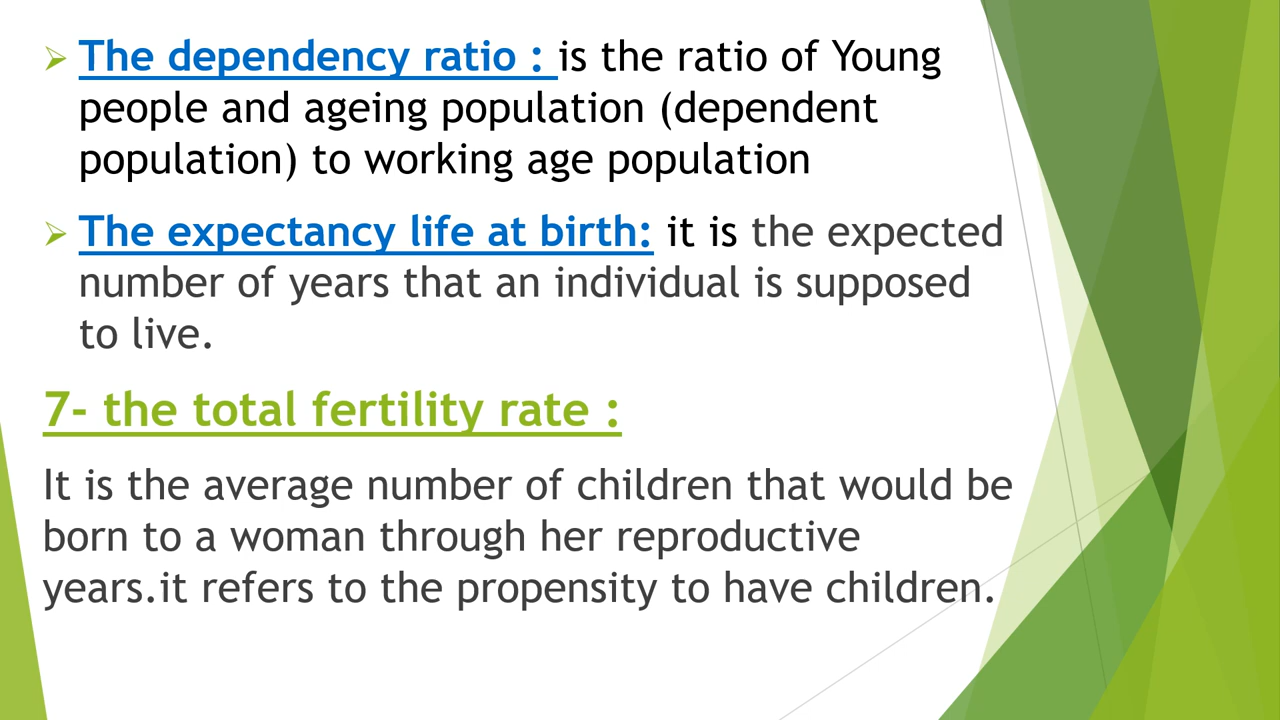 The dependency ratio : is the ratio of Young
people and ageing population (dependent
population) to working age population
The expectancy life at birth: it is the expected
number of years that an individual is supposed
to live.
7- the total fertility rate :
It is the average number of children that would be
born to a woman through her reproductive
years.it refers to the propensity to have children.